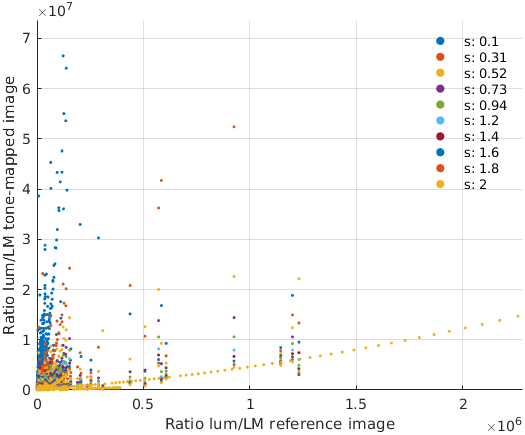 ×10⁷
7
6
5
4
3
2
1
0
Ratio lum/LM tone-mapped image
s: 0.1
s: 0.31
s: 0.52
s: 0.73
s: 0.94
s: 1.2
s: 1.4
s: 1.6
s: 1.8
s: 2
0 0.5 1 1.5 2
×10⁶
Ratio lum/LM reference image